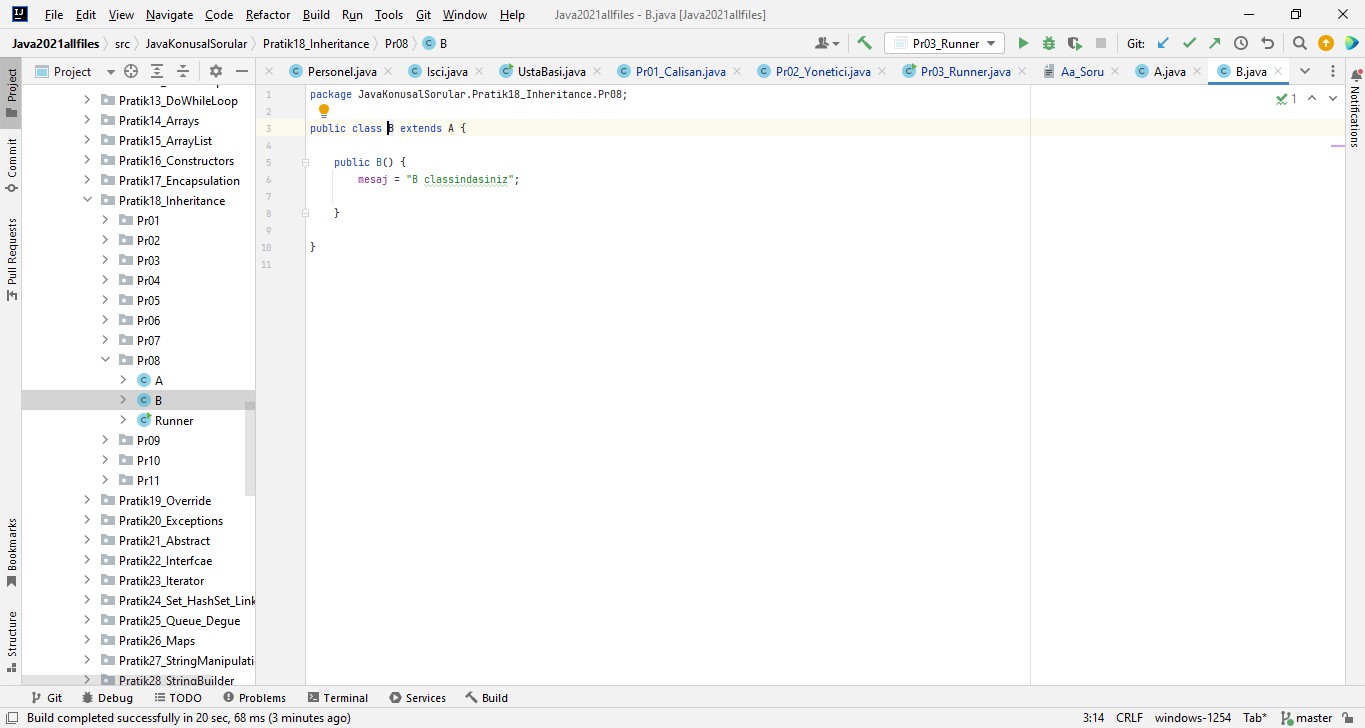 File Edit View Navigate Code Refactor Build Run Tools Git Window Help Java2021allfiles - B.java [Java2021allfiles]
Java2021allfiles src JavaKonusalSorular Pratik18_Inheritance Pr08 B Pr03_Runner Git:
Project Personel.java Isci.java UstaBasi.java Pr01_Calisan.java Pr02_Yonetici.java Pr03_Runner.java Aa_Soru A.java B.java
Project
Commit
Pull Requests
Bookmarks
Structure
Pratik13_DoWhileLoop
Pratik14_Arrays
Pratik15_ArrayList
Pratik16_Constructors
Pratik17_Encapsulation
Pratik18_Inheritance
Pr01
Pr02
Pr03
Pr04
Pr05
Pr06
Pr07
Pr08
A
B
Runner
Pr09
Pr10
Pr11
Pratik19_Override
Pratik20_Exceptions
Pratik21_Abstract
Pratik22_Interfcae
Pratik23_Iterator
Pratik24_Set_HashSet_Link
Pratik25_Queue_Degue
Pratik26_Maps
Pratik27_StringManipulati
Pratik28_StringBuilder
1 package JavaKonusalSorular.Pratik18_Inheritance.Pr08;
2
3 public class B extends A {
4
5 public B() {
6 mesaj = "B classindasiniz";
7
8 }
9
10 }
11
1
Notifications
Git Debug TODO Problems Terminal Services Build
Build completed successfully in 20 sec, 68 ms (3 minutes ago) 3:14 CRLF windows-1254 Tab* master